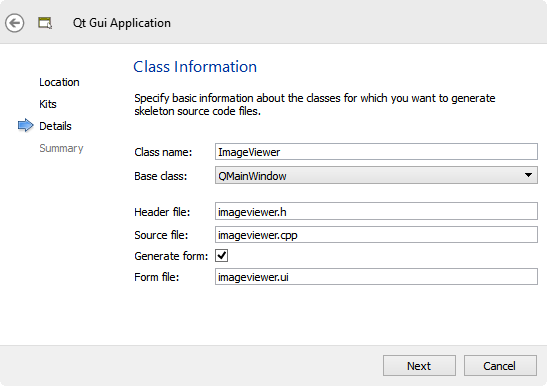 Qt Gui Application
Location
Kits
Details
Summary
Class Information
Specify basic information about the classes for which you want to generate
skeleton source code files.
Class name: ImageViewer
Base class: QMainWindow
Header file: imageviewer.h
Source file: imageviewer.cpp
Generate form:
Form file: imageviewer.ui
Next Cancel